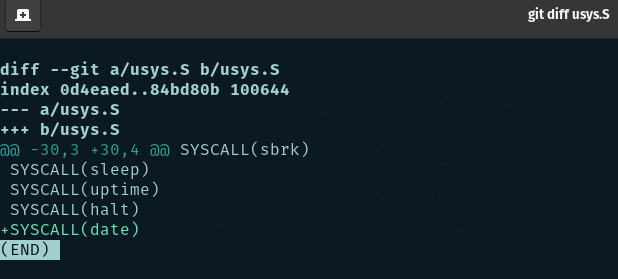 git diff usys.S
diff --git a/usys.S b/usys.S
index 0d4eaed..84bd80b 100644
--- a/usys.S
+++ b/usys.S
@@ -30,3 +30,4 @@ SYSCALL(sbrk)
 SYSCALL(sleep)
 SYSCALL(uptime)
 SYSCALL(halt)
+SYSCALL(date)
(END)